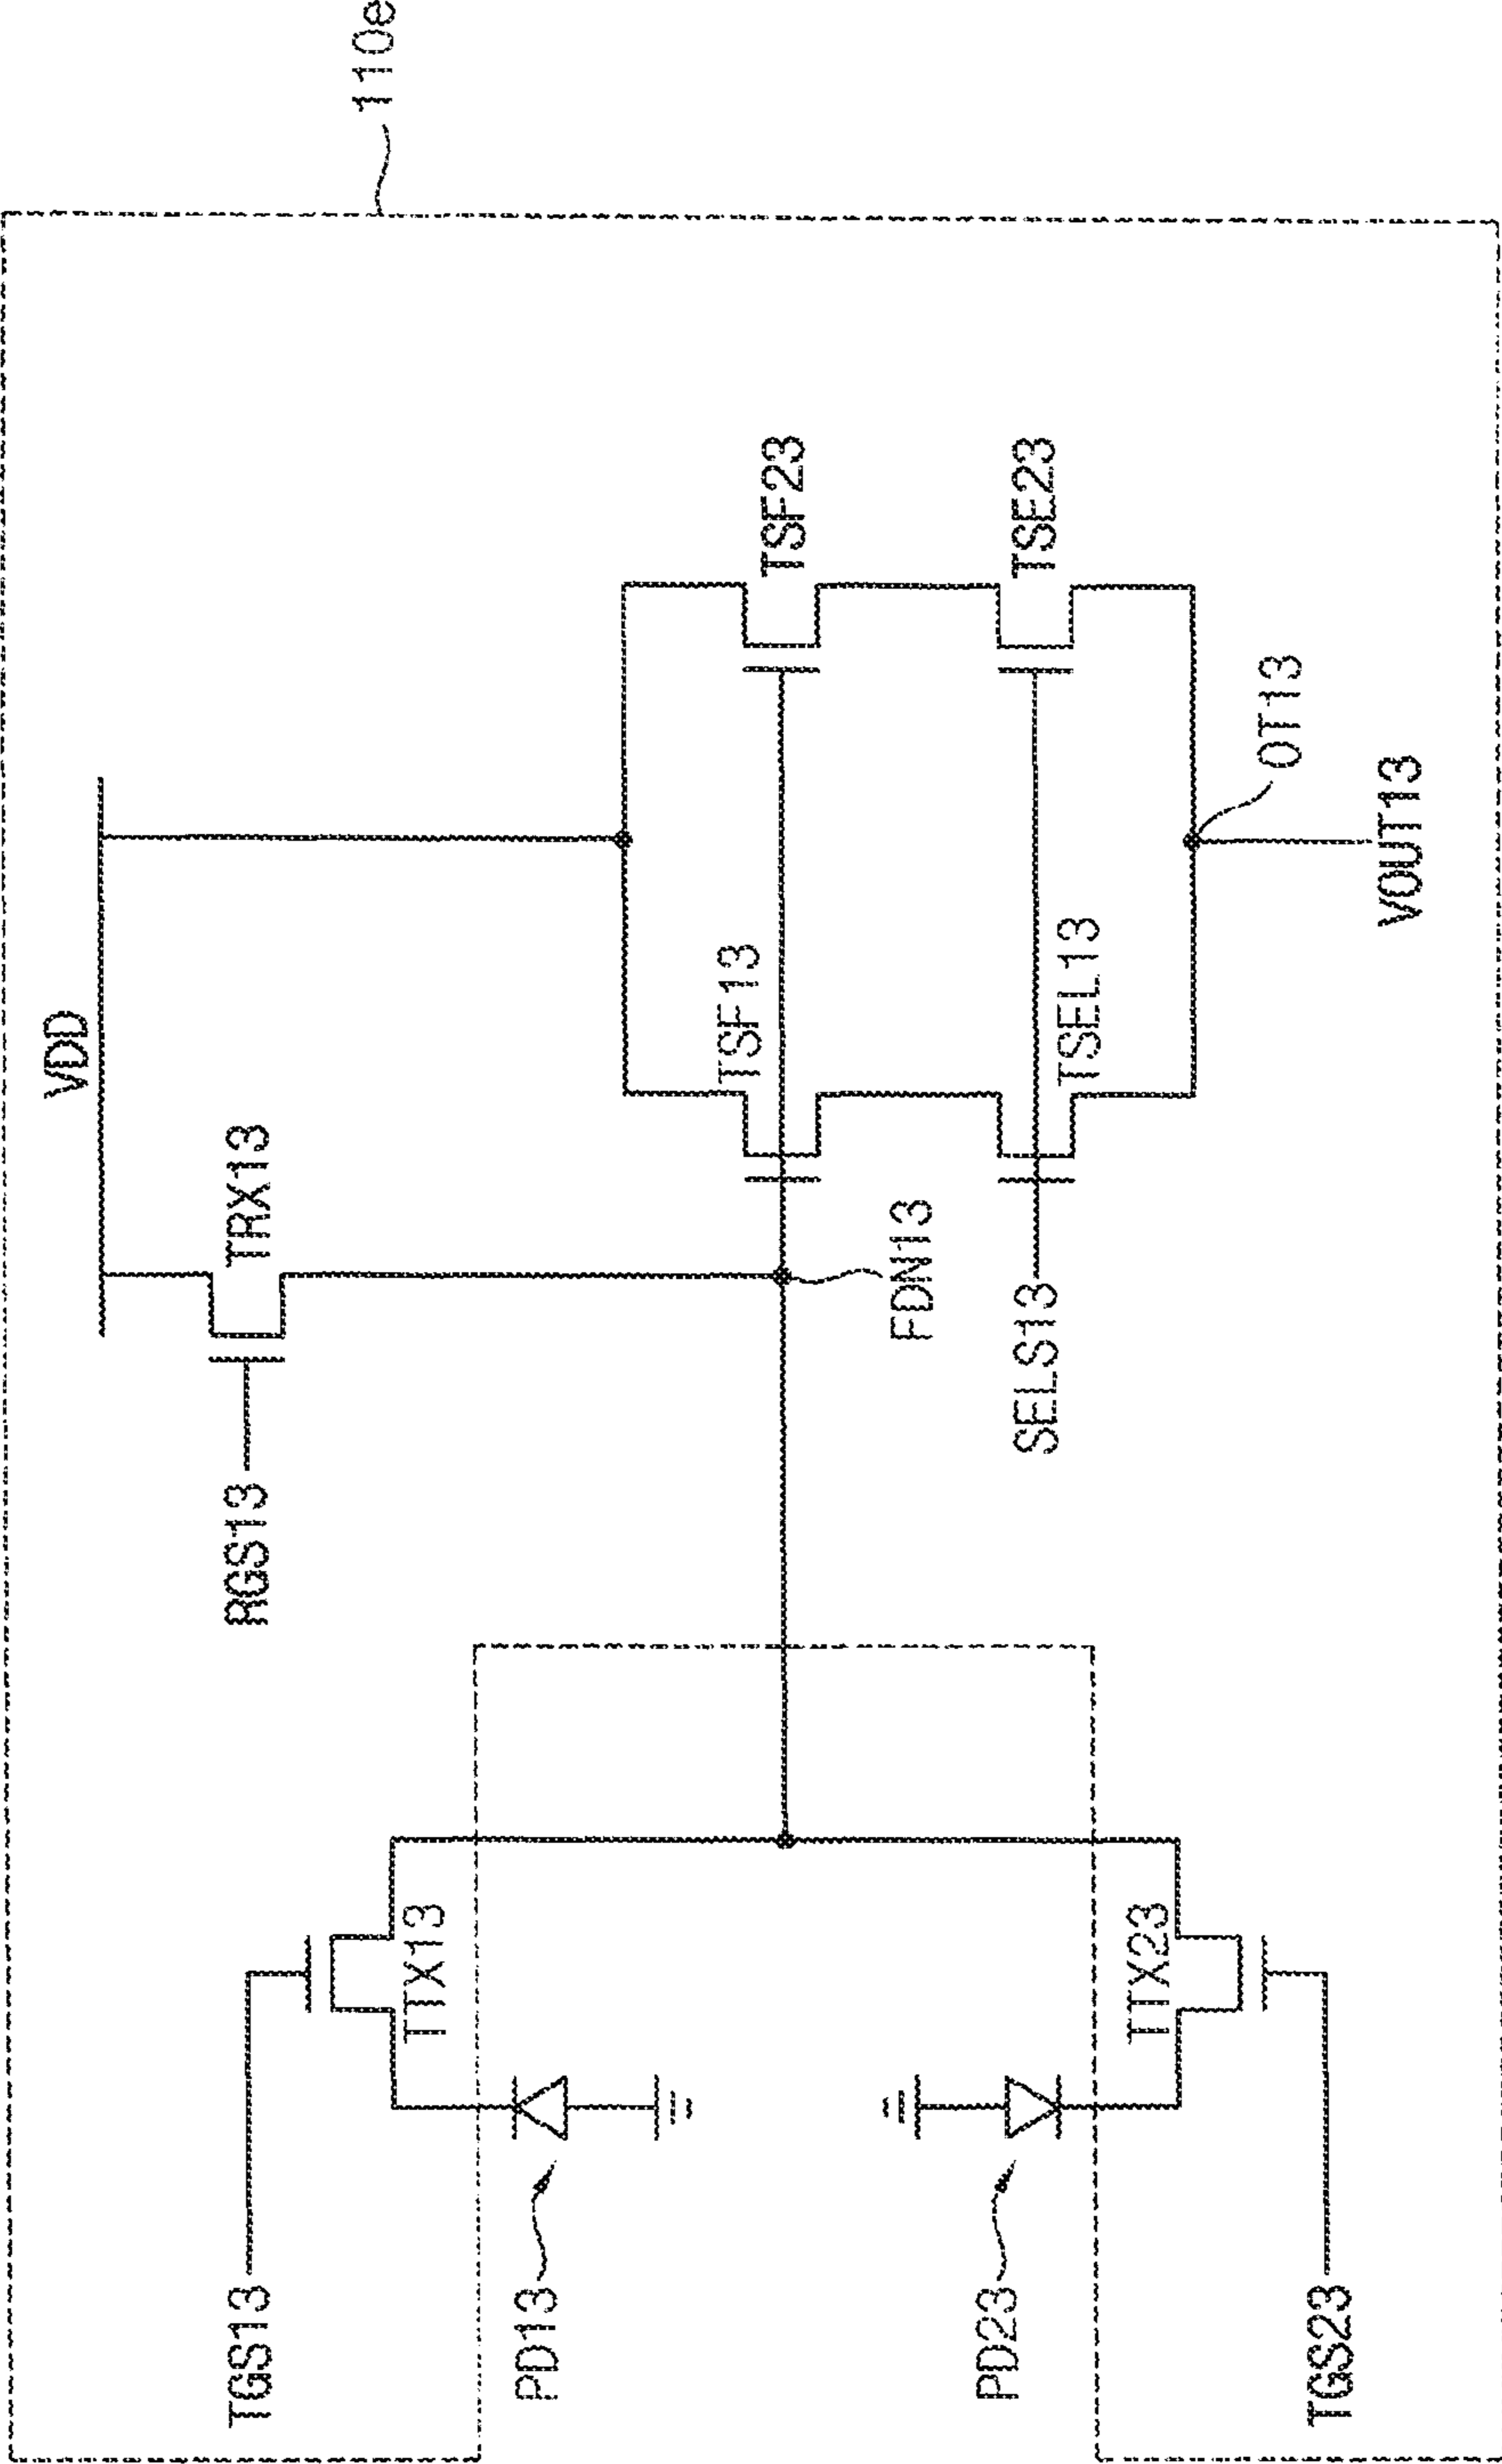 110e
VDD
RGS13
TRX13
TGS13
TTX13
TSF13
TSF23
PD13
FDN13
PD23
SELS13
TSEL13
TSE23
TTX23
OT13
TGS23
VOUT13